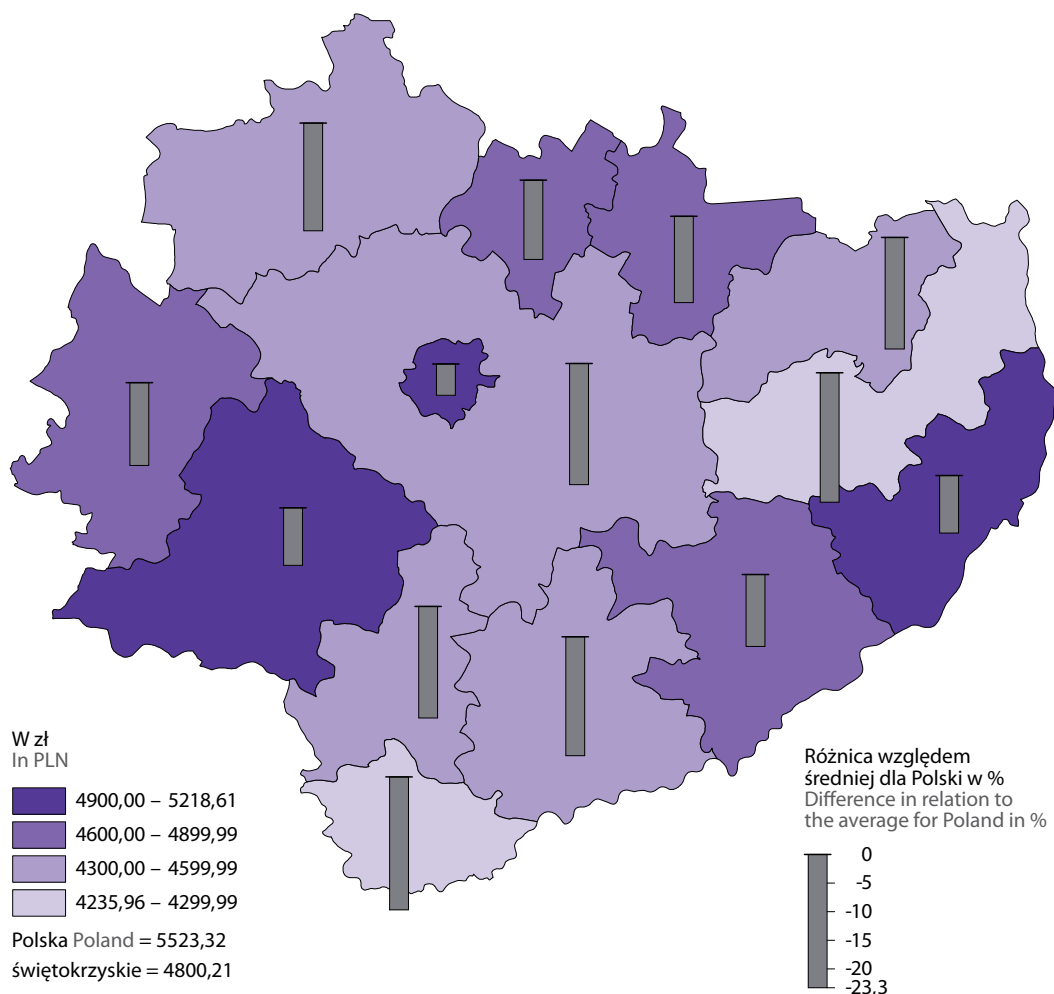 W zł
In PLN
4900,00 – 5218,61
4600,00 – 4899,99
4300,00 – 4599,99
4235,96 – 4299,99
Polska Poland = 5523,32
świętokrzyskie = 4800,21
Różnica względem
średniej dla Polski w %
Difference in relation to
the average for Poland in %
0
-5
-10
-15
-20
-23,3